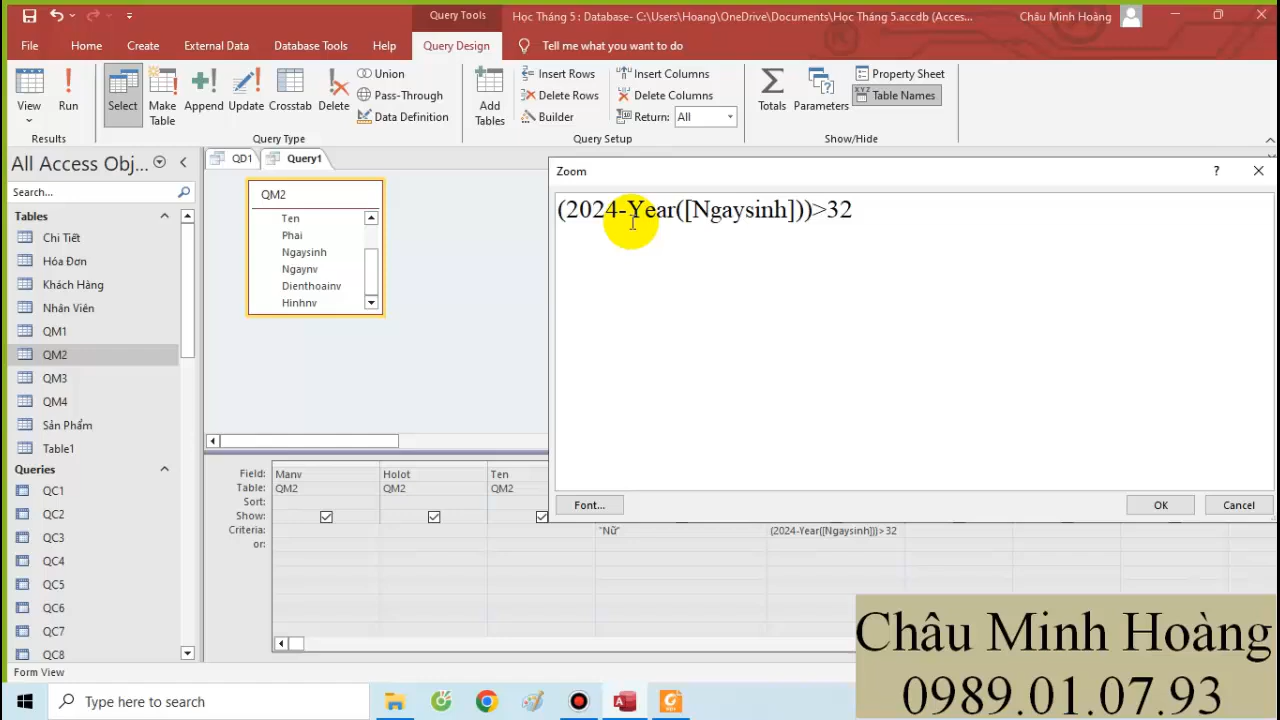 Query Tools
Học Tháng 5 : Database- C:\Users\Hoang\OneDrive\Documents\Học Tháng 5.accdb (Acces...
Châu Minh Hoàng
File Home Create External Data Database Tools Help Query Design Tell me what you want to do
View
Run
Select
Make Table
Append
Update
Crosstab
Delete
Union
Pass-Through
Data Definition
Add Tables
Insert Rows
Delete Rows
Builder
Insert Columns
Delete Columns
Return: All
Totals
Parameters
Property Sheet
Table Names
Results
Query Type
Query Setup
Show/Hide
All Access Obj...
Search...
Tables
Chi Tiết
Hóa Đơn
Khách Hàng
Nhân Viên
QM1
QM2
QM3
QM4
Sản Phẩm
Table1
Queries
QC1
QC2
QC3
QC4
QC5
QC6
QC7
QC8
QD1
Query1
QM2
Ten
Phai
Ngaysinh
Ngaynv
Dienthoainv
Hinhnv
Zoom
(2024-Year([Ngaysinh]))>32
Font...
OK
Cancel
Field: Manv Holot Ten
Table: QM2 QM2 QM2
Sort:
Show:
Criteria: "Nữ" (2024-Year([Ngaysinh]))>32
or:
Châu Minh Hoàng
0989.01.07.93
Form View
Type here to search